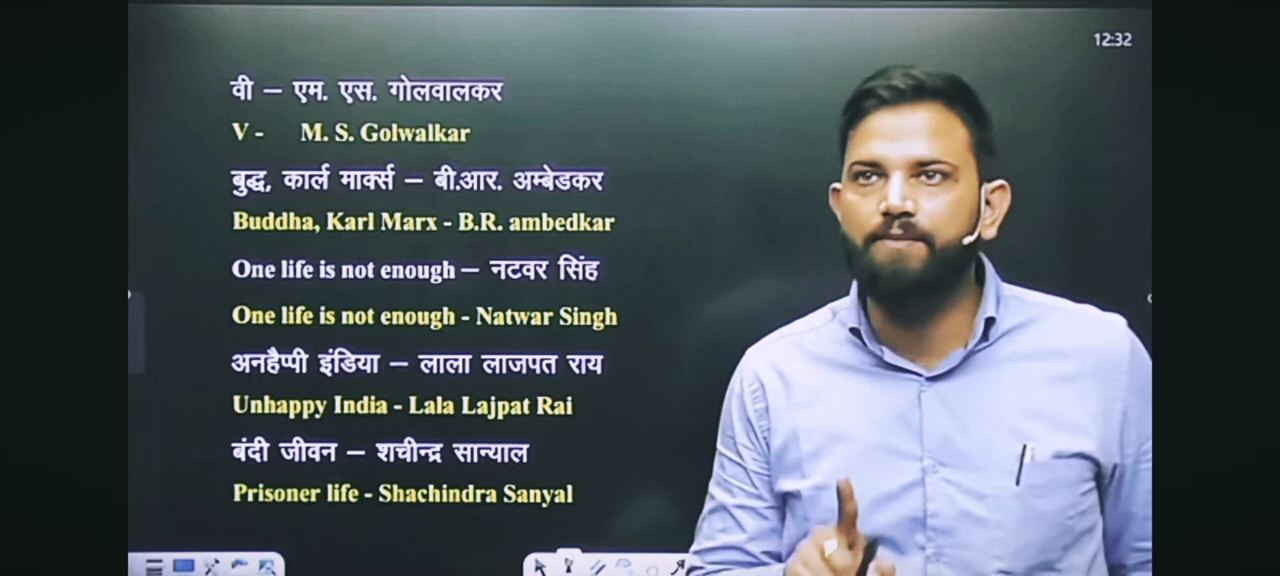 12:32
वी – एम. एस. गोलवालकर
V - M. S. Golwalkar
बुद्ध, कार्ल मार्क्स – बी.आर. अम्बेडकर
Buddha, Karl Marx - B.R. ambedkar
One life is not enough – नटवर सिंह
One life is not enough - Natwar Singh
अनहैप्पी इंडिया – लाला लाजपत राय
Unhappy India - Lala Lajpat Rai
बंदी जीवन – शचीन्द्र सान्याल
Prisoner life - Shachindra Sanyal